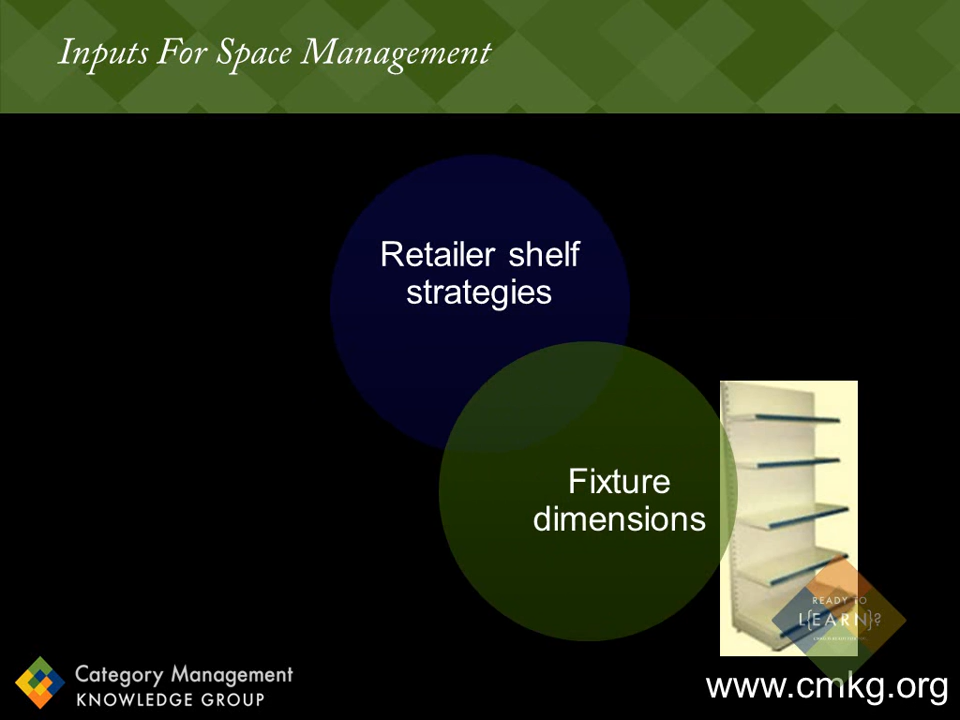 Inputs For Space Management
Retailer shelf
strategies
Fixture
dimensions
READY TO
L{EARN}?
Category Management
KNOWLEDGE GROUP
www.cmkg.org